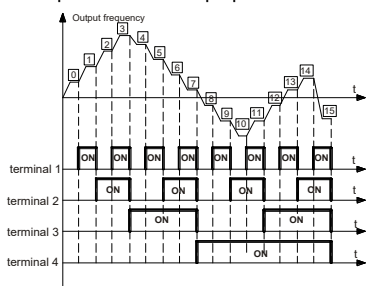 Output frequency
0
1
2
3
4
5
6
7
8
9
10
11
12
13
14
15
t
terminal 1 ON ON ON ON ON ON ON ON t
terminal 2 ON ON ON ON t
terminal 3 ON ON t
terminal 4 ON t